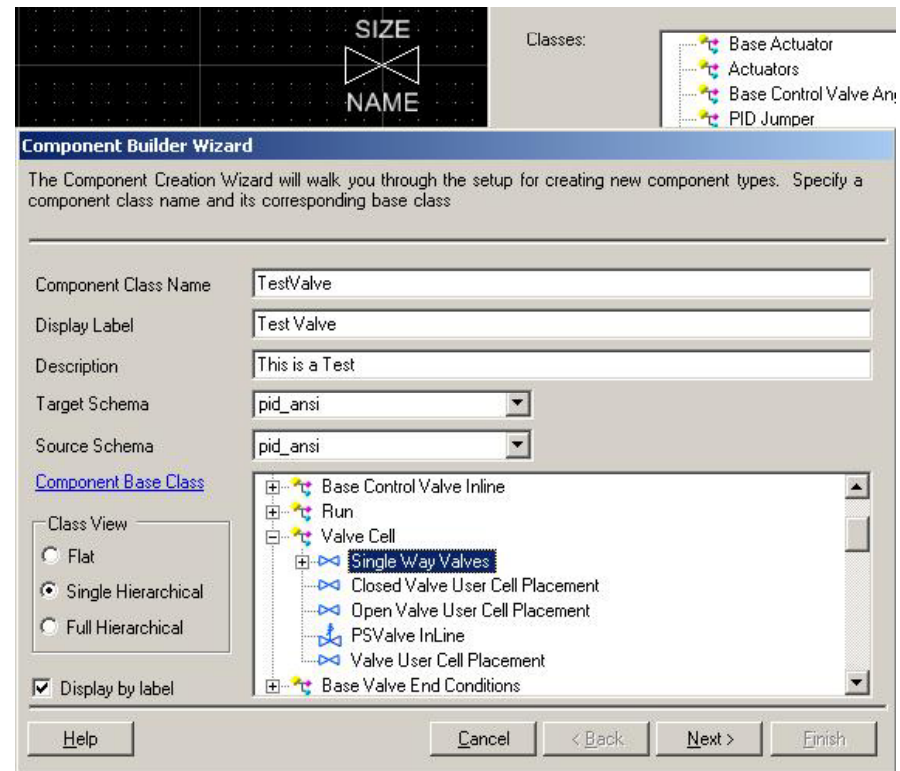 SIZE
NAME
Classes:
Base Actuator
Actuators
Base Control Valve An
PID Jumper
Component Builder Wizard
The Component Creation Wizard will walk you through the setup for creating new component types. Specify a
component class name and its corresponding base class
Component Class Name
TestValve
Display Label
Test Valve
Description
This is a Test
Target Schema
pid_ansi
Source Schema
pid_ansi
Component Base Class
Class View
Flat
Single Hierarchical
Full Hierarchical
Display by label
Base Control Valve Inline
Run
Valve Cell
Single Way Valves
Closed Valve User Cell Placement
Open Valve User Cell Placement
PSValve InLine
Valve User Cell Placement
Base Valve End Conditions
Help
Cancel
< Back
Next >
Finish